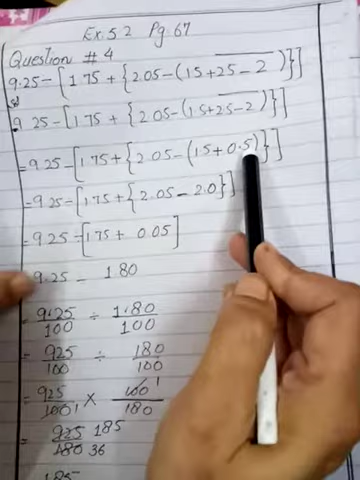 Ex. 5.2 Pg. 67
Question # 4
9.25 - [1.75 + {2.05 - (1.5 + 2.5 - 2)}]
9.25 - [1.75 + {2.05 - (1.5 + 2.5 - 2)}]
= 9.25 - [1.75 + {2.05 - (1.5 + 0.5)}]
= 9.25 - [1.75 + {2.05 - 2.0}]
= 9.25 - [1.75 + 0.05]
9.25 - 1.80
= 9.25/100 ÷ 1.80/100
= 925/100 ÷ 180/100
= 925/100 1 × 100 1/180
= 925 185/180 36
185